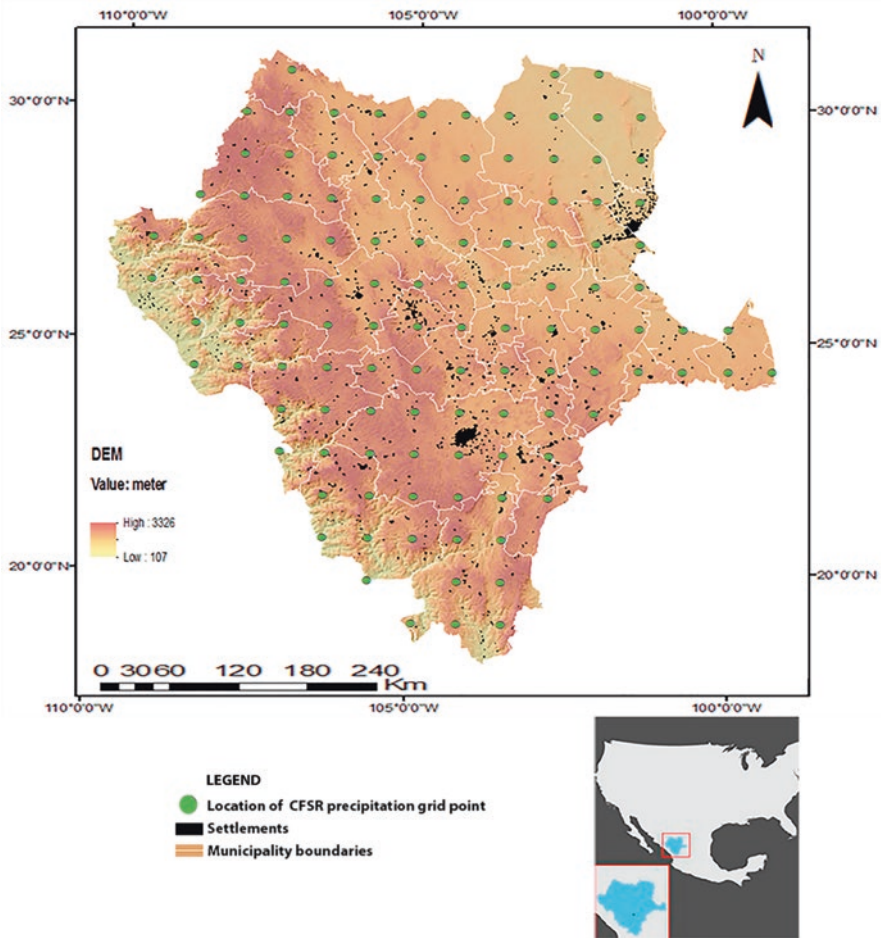 110°0'0"W 105°0'0"W 100°0'0"W
N
30°0'0"N 30°0'0"N
25°0'0"N 25°0'0"N
DEM
Value: meter
High : 3326
Low : 107
20°0'0"N 20°0'0"N
0 30 60 120 180 240
Km
110°0'0"W 105°0'0"W 100°0'0"W
LEGEND
Location of CFSR precipitation grid point
Settlements
Municipality boundaries